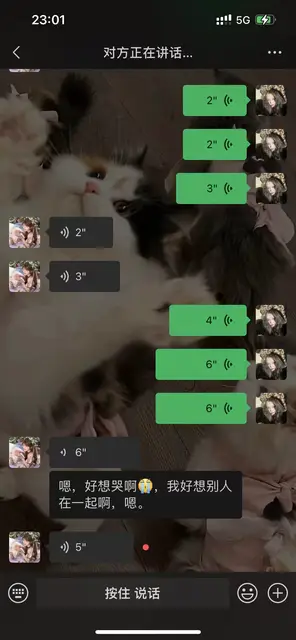 23:01
5G
对方正在讲话...
2"
2"
3"
2"
3"
4"
6"
6"
6"
嗯，好想哭啊😭，我好想别人
在一起啊，嗯。
5"
按住 说话